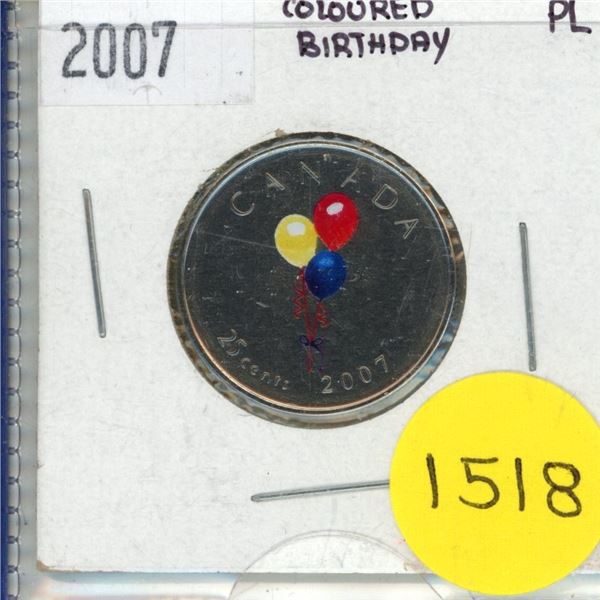 2007
COLOURED
BIRTHDAY
PL
CANADA
25 cents 2007
1518